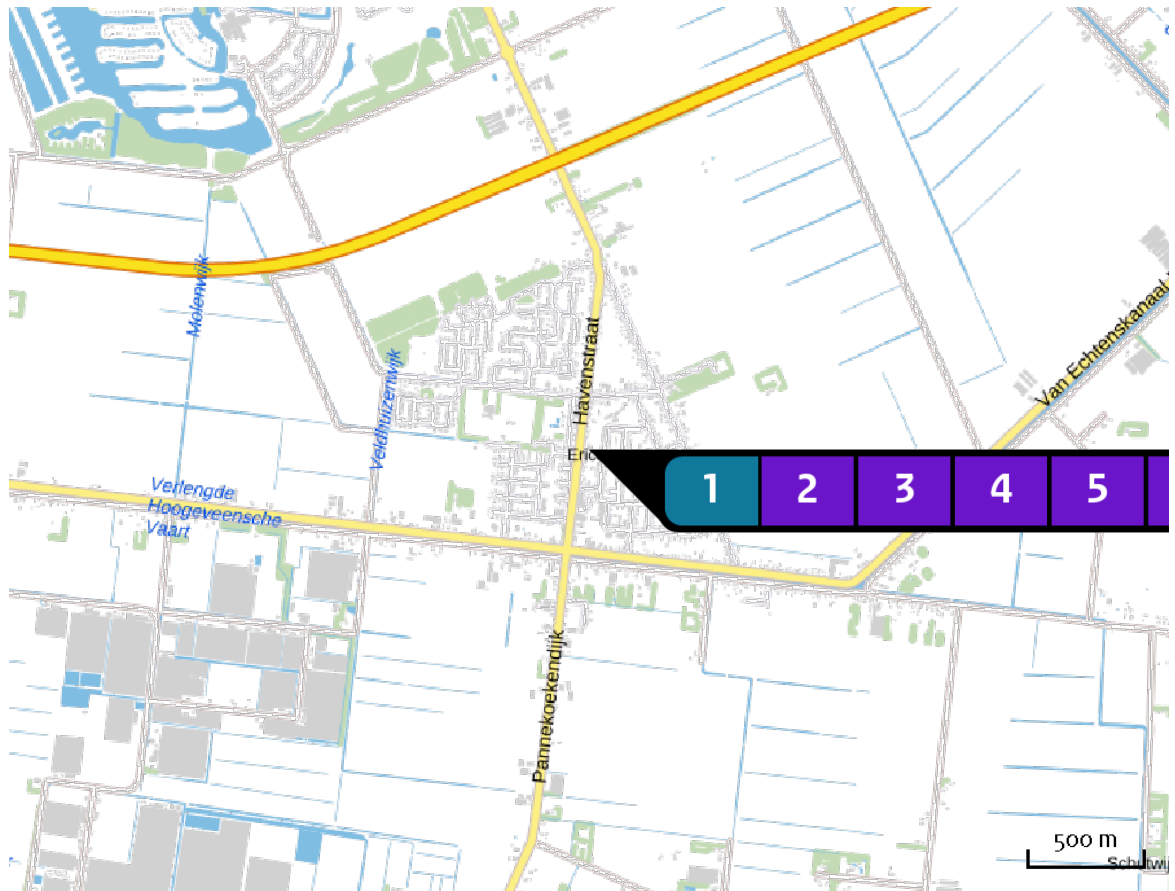 Molenwijk
Havenstraat
Van Echtenskanaal
Veldhuizenwijk
1 2 3 4 5
Verlengde
Hoogeveensche
Vaart
Pannekoekendijk
500 m